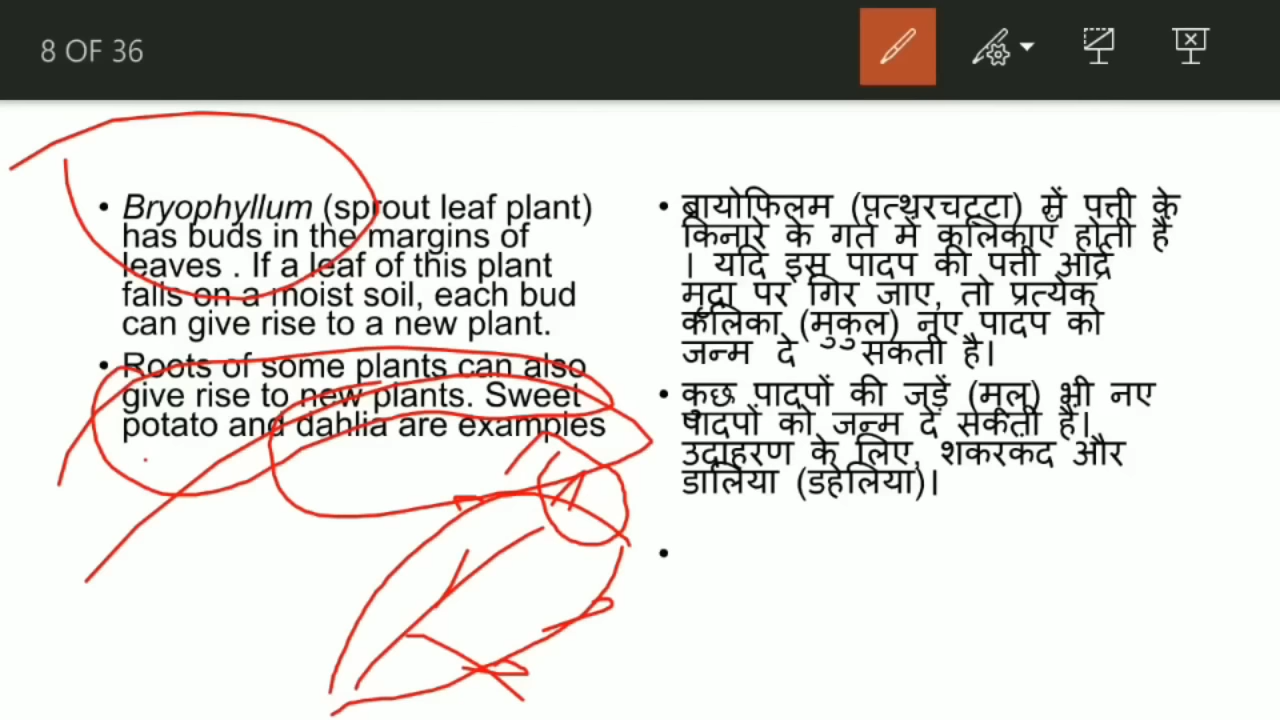 8 OF 36
• Bryophyllum (sprout leaf plant)
has buds in the margins of
leaves . If a leaf of this plant
falls on a moist soil, each bud
can give rise to a new plant.
• Roots of some plants can also
give rise to new plants. Sweet
potato and dahlia are examples
• ब्रायोफिलम (पत्थरचट्टा) में पत्ती के
किनारे के गर्त में कलिकाएँ होती हैं
। यदि इस पादप की पत्ती आर्द्र
मृदा पर गिर जाए, तो प्रत्येक
कलिका (मुकुल) नए पादप को
जन्म दे सकती है।
• कुछ पादपों की जड़ें (मूल) भी नए
पादपों को जन्म दे सकती हैं।
उदाहरण के लिए, शकरकंद और
डालिया (डहेलिया)।
•